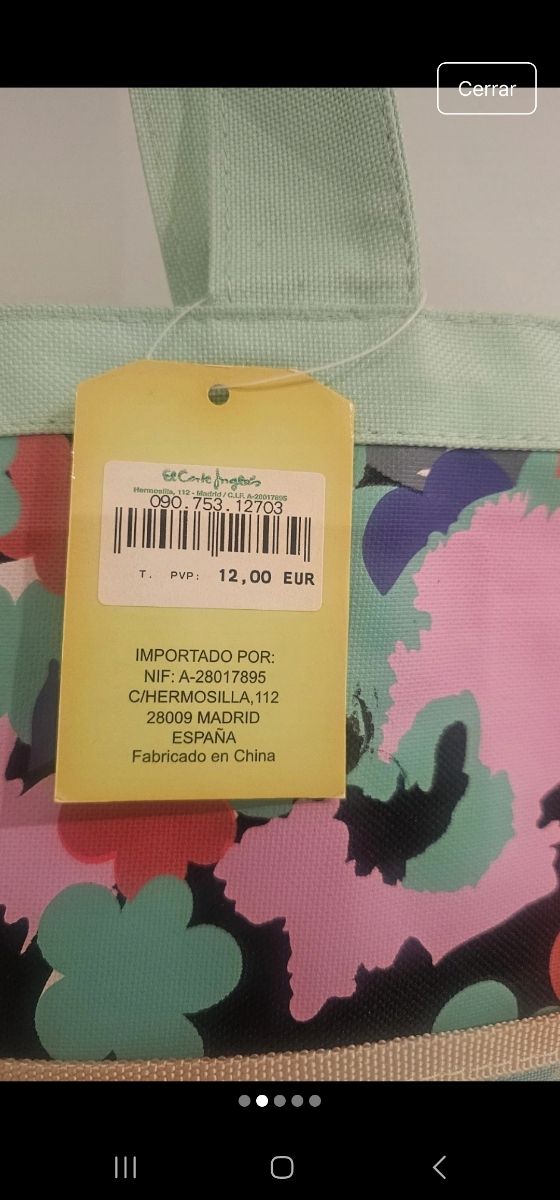 Cerrar
El Corte Inglés
Hermosilla, 112 - Madrid / C.I.F. A-28017895
090.753.12703
T. PVP: 12,00 EUR
IMPORTADO POR:
NIF: A-28017895
C/HERMOSILLA,112
28009 MADRID
ESPAÑA
Fabricado en China